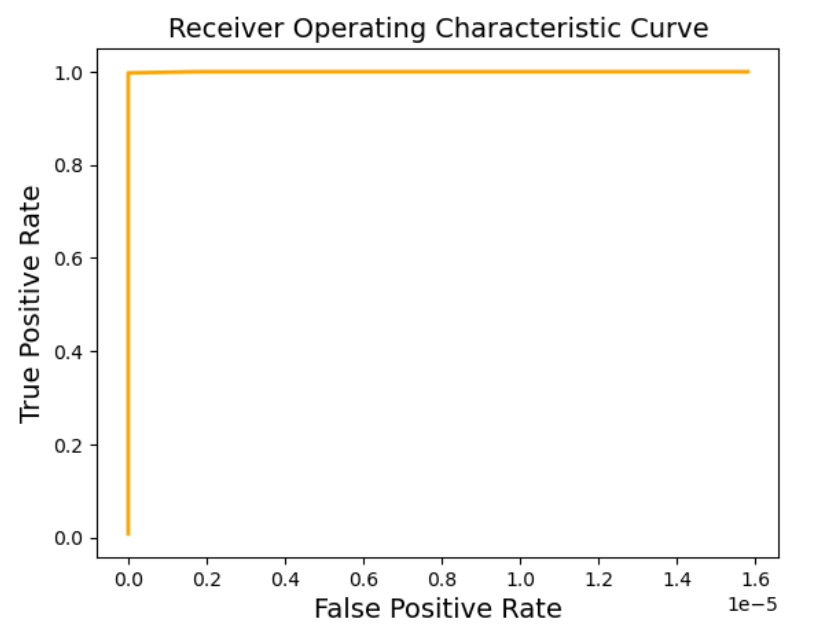 Receiver Operating Characteristic Curve
True Positive Rate
1.0
0.8
0.6
0.4
0.2
0.0
0.0 0.2 0.4 0.6 0.8 1.0 1.2 1.4 1.6
1e−5
False Positive Rate